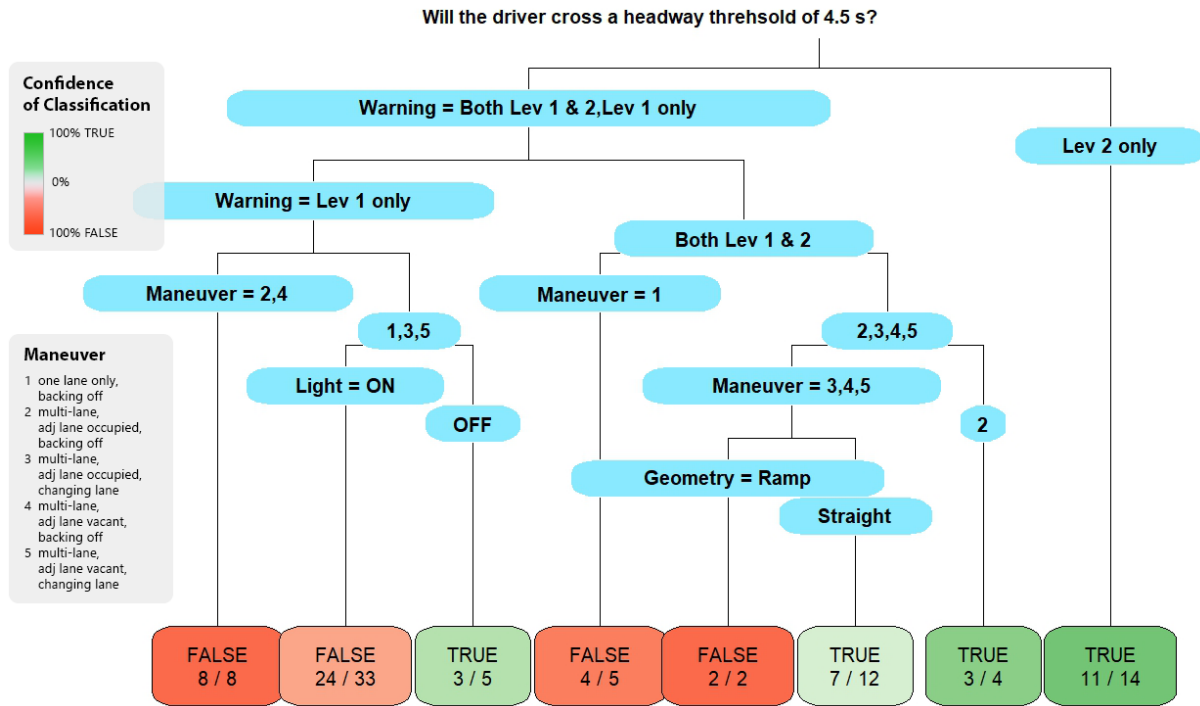 Will the driver cross a headway threhsold of 4.5 s?
Confidence
of Classification
100% TRUE
0%
100% FALSE
Warning = Both Lev 1 & 2,Lev 1 only
Lev 2 only
Warning = Lev 1 only
Both Lev 1 & 2
Maneuver = 2,4
Maneuver = 1
1,3,5
2,3,4,5
Light = ON
Maneuver = 3,4,5
OFF
2
Geometry = Ramp
Straight
Maneuver
1 one lane only,
backing off
2 multi-lane,
adj lane occupied,
backing off
3 multi-lane,
adj lane occupied,
changing lane
4 multi-lane,
adj lane vacant,
backing off
5 multi-lane,
adj lane vacant,
changing lane
FALSE
8 / 8
FALSE
24 / 33
TRUE
3 / 5
FALSE
4 / 5
FALSE
2 / 2
TRUE
7 / 12
TRUE
3 / 4
TRUE
11 / 14